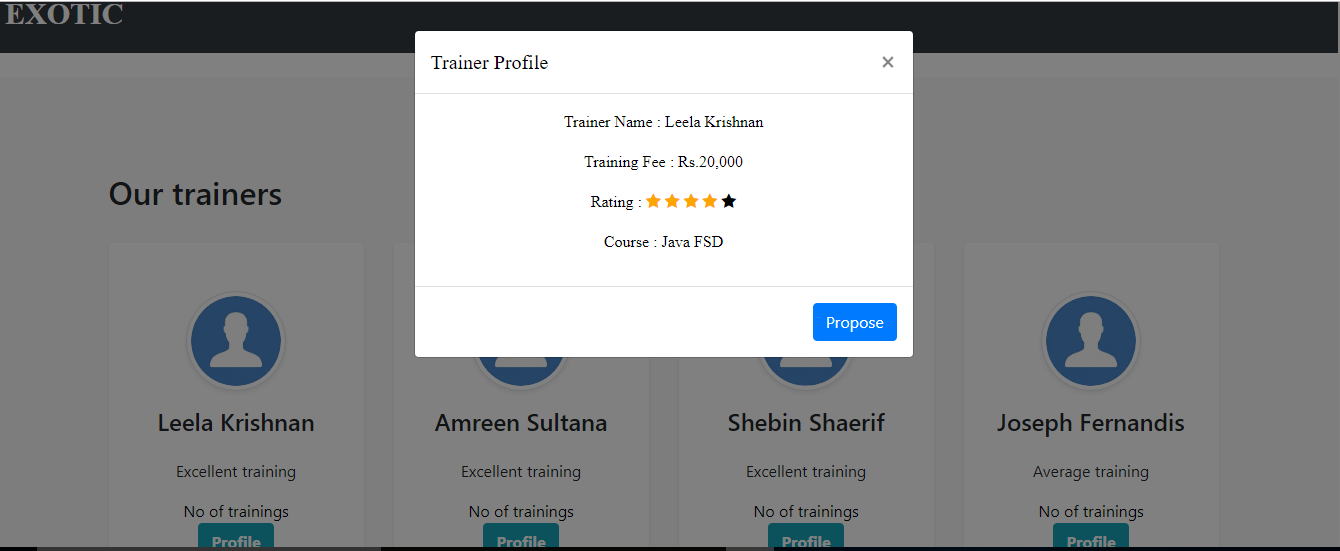 EXOTIC
Trainer Profile
×
Trainer Name : Leela Krishnan
Training Fee : Rs.20,000
Rating :
Course : Java FSD
Propose
Our trainers
Leela Krishnan
Amreen Sultana
Shebin Shaerif
Joseph Fernandis
Excellent training
Excellent training
Excellent training
Average training
No of trainings
No of trainings
No of trainings
No of trainings
Profile
Profile
Profile
Profile